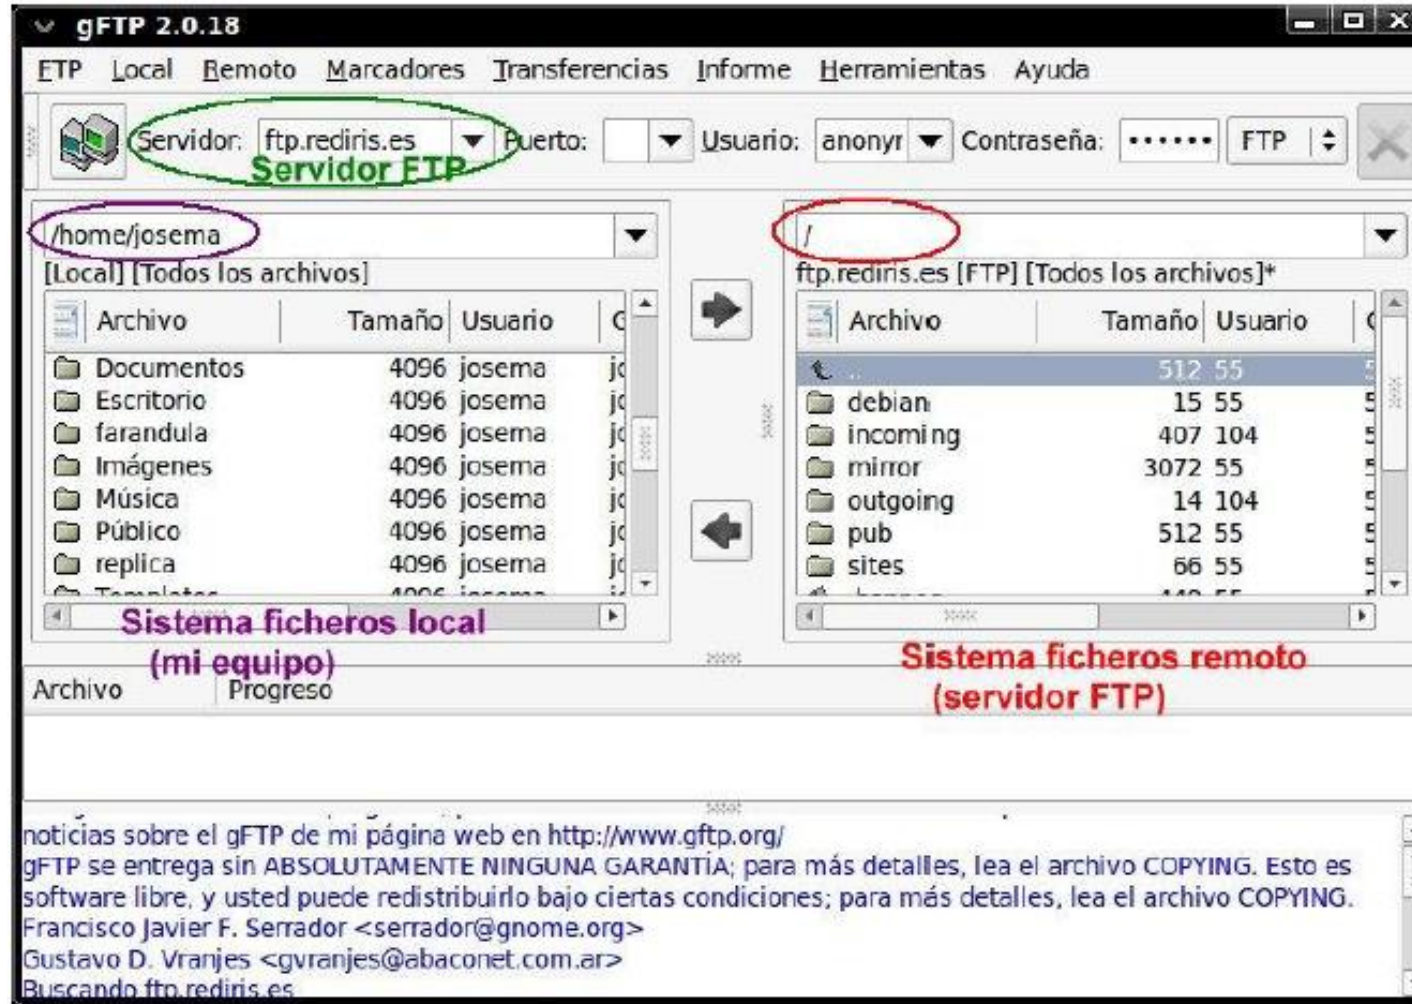 gFTP 2.0.18
FTP Local Remoto Marcadores Transferencias Informe Herramientas Ayuda
Servidor: ftp.rediris.es Puerto: Usuario: anonyr Contraseña: ••••••• FTP
Servidor FTP
/home/josema
/
[Local] [Todos los archivos]
ftp.rediris.es [FTP] [Todos los archivos]*
Archivo Tamaño Usuario
Documentos 4096 josema
Escritorio 4096 josema
farandula 4096 josema
Imágenes 4096 josema
Música 4096 josema
Público 4096 josema
replica 4096 josema
Templates 4096 josema
Archivo Tamaño Usuario
.. 512 55
debian 15 55
incoming 407 104
mirror 3072 55
outgoing 14 104
pub 512 55
sites 66 55
Sistema ficheros local
(mi equipo)
Sistema ficheros remoto
(servidor FTP)
Archivo Progreso
noticias sobre el gFTP de mi página web en http://www.gftp.org/
gFTP se entrega sin ABSOLUTAMENTE NINGUNA GARANTÍA; para más detalles, lea el archivo COPYING. Esto es
software libre, y usted puede redistribuirlo bajo ciertas condiciones; para más detalles, lea el archivo COPYING.
Francisco Javier F. Serrador <serrador@gnome.org>
Gustavo D. Vranjes <gvranjes@abaconet.com.ar>
Buscando ftp.rediris.es